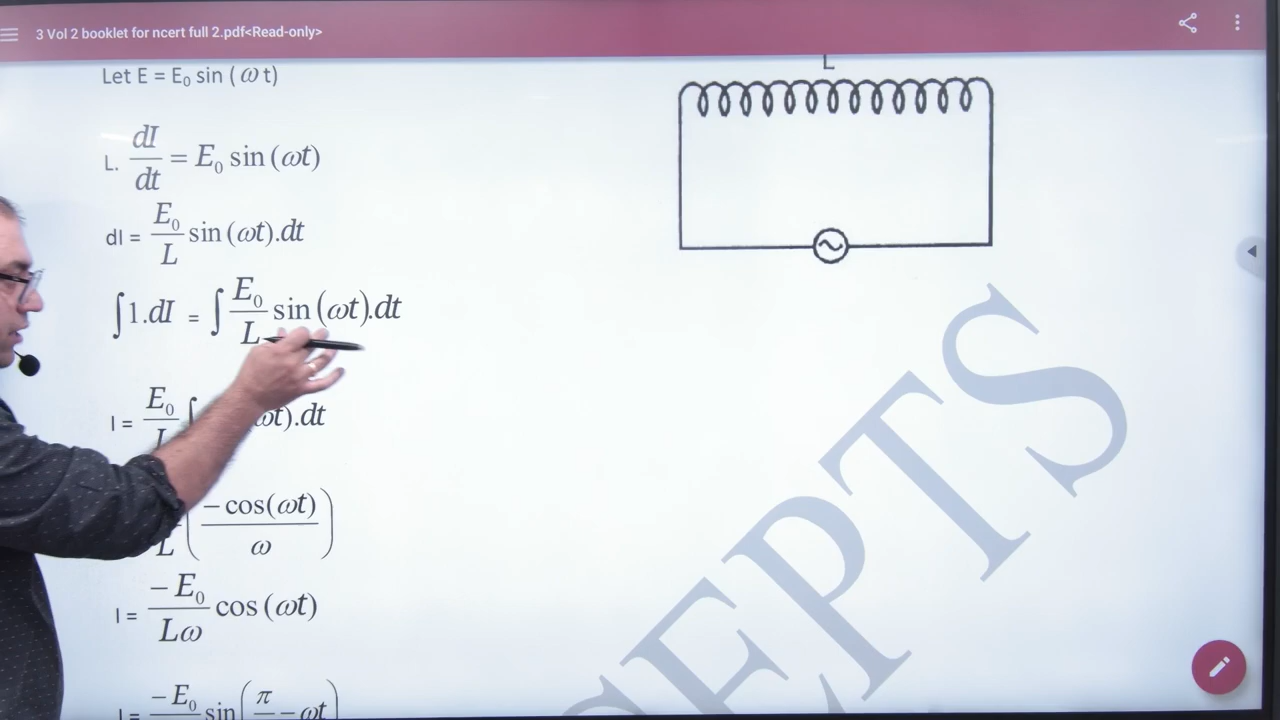 3 Vol 2 booklet for ncert full 2.pdf<Read-only>
Let E = E₀ sin ( ω t)
L
L. dI/dt = E₀ sin (ωt)
dI = E₀/L sin (ωt).dt
∫1.dI = ∫ E₀/L sin (ωt).dt
I = E₀/L ∫ ωt).dt
L ( − cos(ωt) / ω )
I = − E₀/Lω cos (ωt)
I = − E₀ sin ( π − ωt )
CEPTS